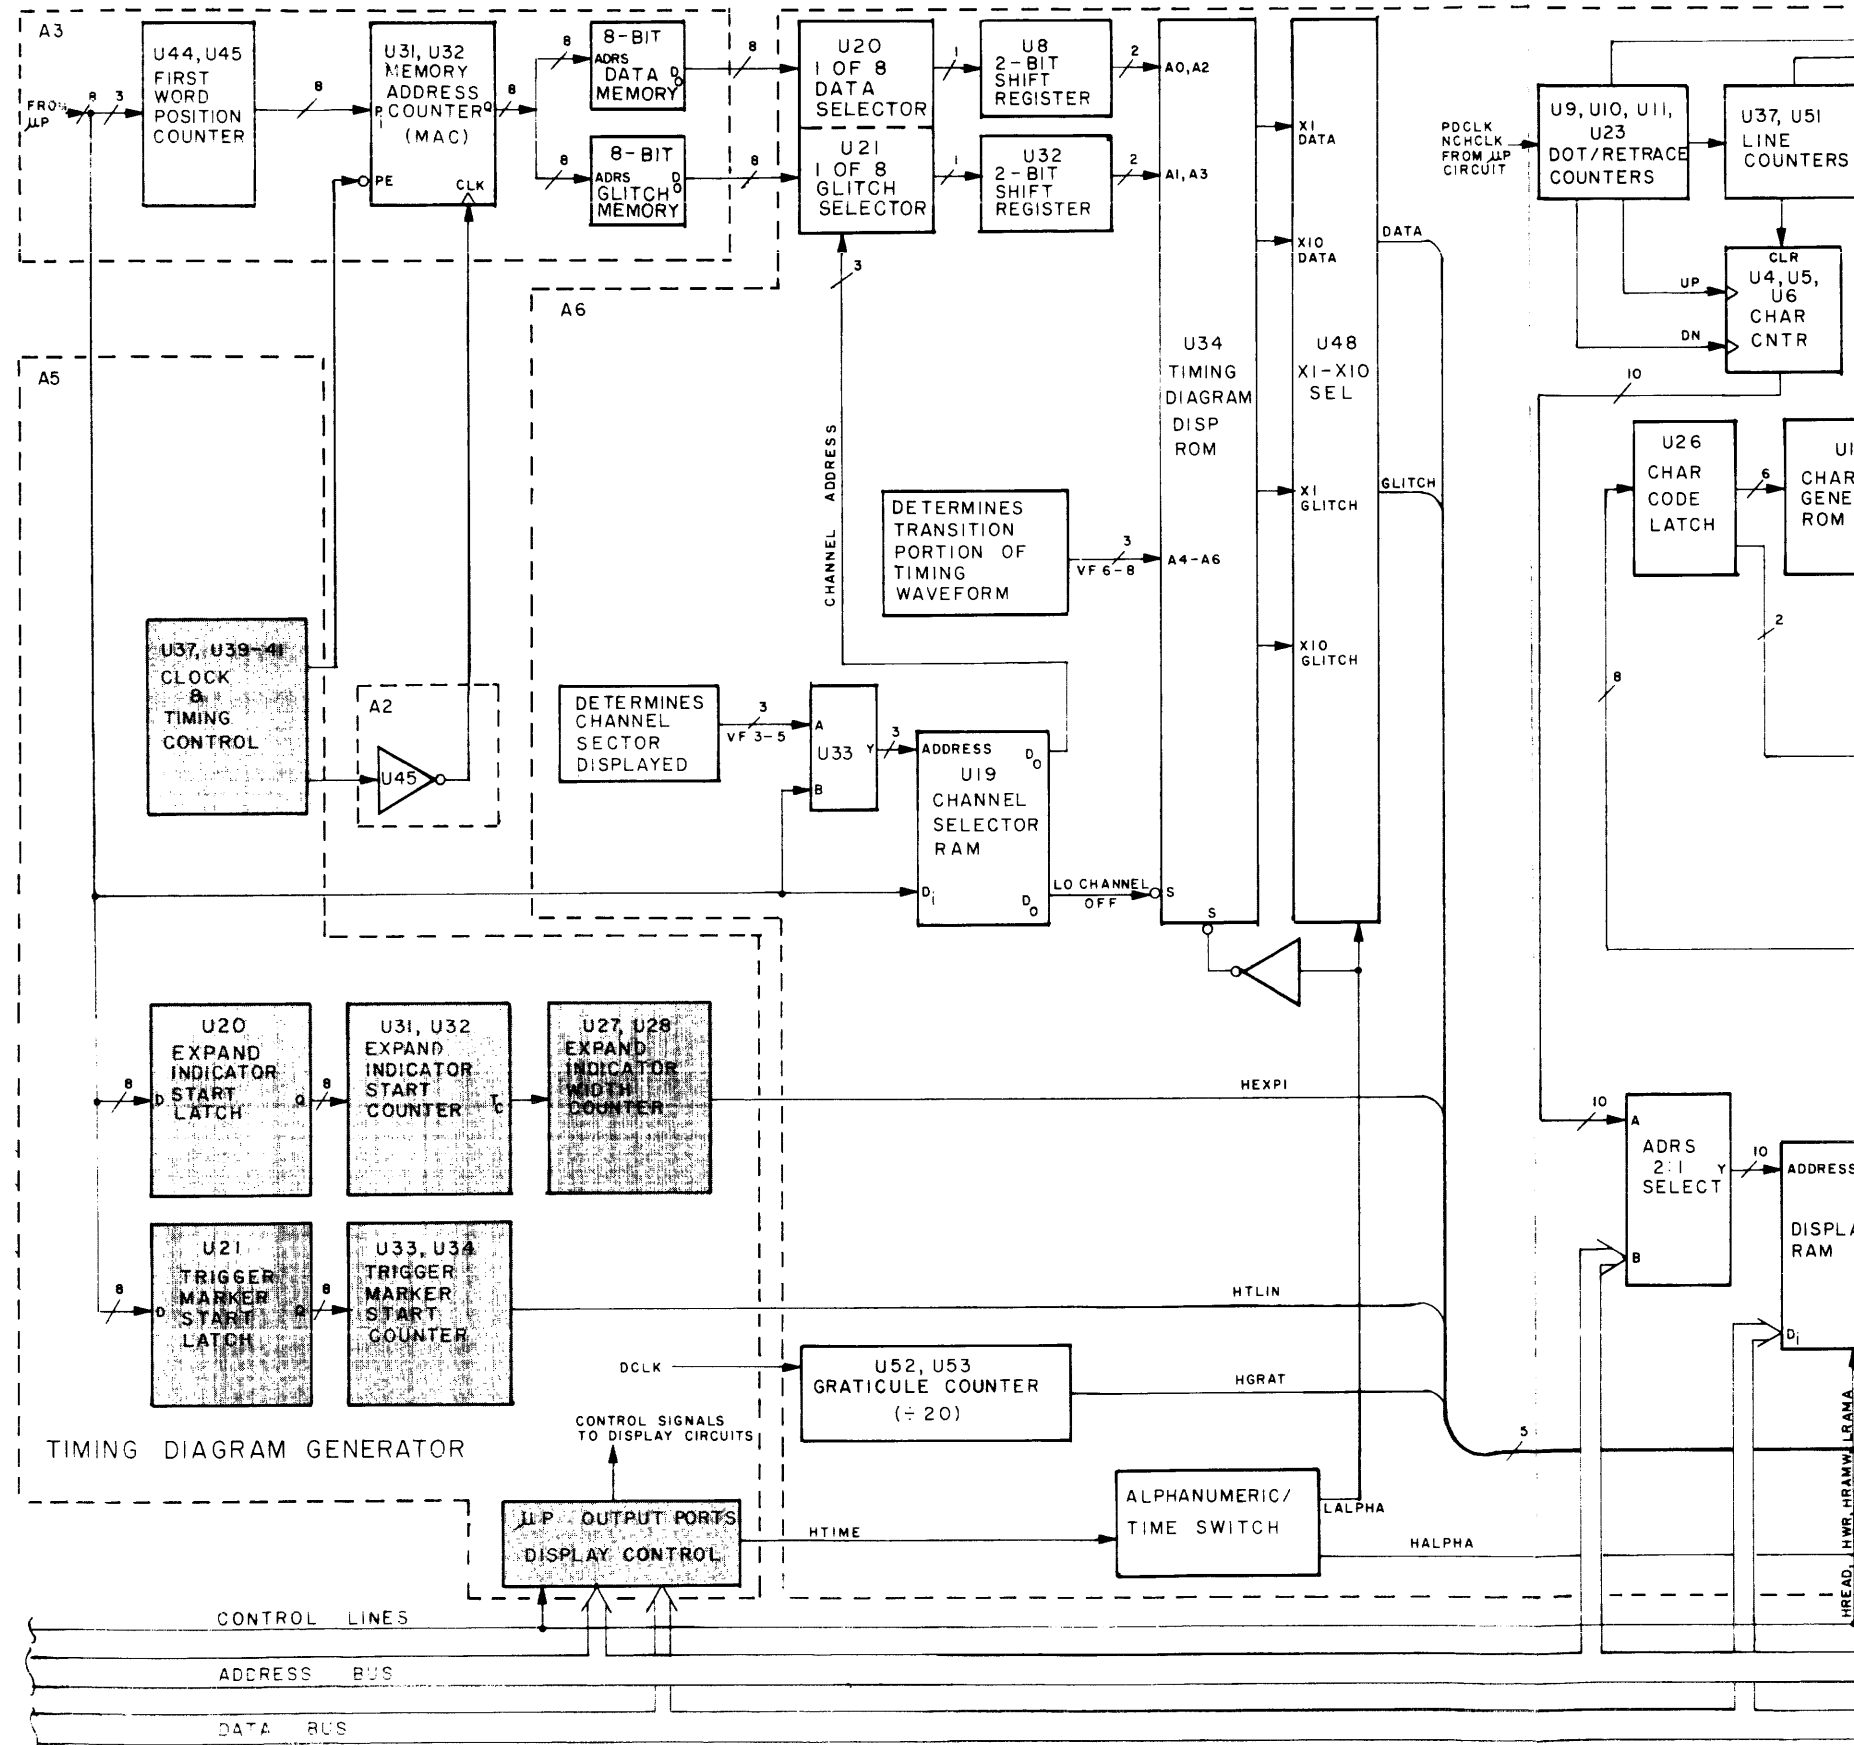 A3
FROM
µP
8
3
U44, U45
FIRST
WORD
POSITION
COUNTER
8
U31, U32
MEMORY
ADDRESS
COUNTER
(MAC)
Pi
Q
PE
CLK
8
8
8-BIT
ADRS
DATA
MEMORY
DO
8
8
8-BIT
ADRS
GLITCH
MEMORY
DO
8
U20
1 OF 8
DATA
SELECTOR
U21
1 OF 8
GLITCH
SELECTOR
1
U8
2-BIT
SHIFT
REGISTER
2
1
U32
2-BIT
SHIFT
REGISTER
2
A0, A2
A1, A3
U34
TIMING
DIAGRAM
DISP
ROM
A4-A6
S
S
X1
DATA
X10
DATA
U48
X1-X10
SEL
X1
GLITCH
X10
GLITCH
DATA
GLITCH
PDCLK
NCHCLK
FROM µP
CIRCUIT
U9, U10, U11,
U23
DOT/RETRACE
COUNTERS
U37, U51
LINE
COUNTERS
UP
DN
CLR
U4, U5,
U6
CHAR
CNTR
10
U26
CHAR
CODE
LATCH
6
CHAR
ROM
2
8
A6
3
CHANNEL ADDRESS
DETERMINES
TRANSITION
PORTION OF
TIMING
WAVEFORM
3
VF 6-8
A5
U37, U39-41
CLOCK
&
TIMING
CONTROL
A2
U45
DETERMINES
CHANNEL
SECTOR
DISPLAYED
3
VF 3-5
A
U33
Y
B
3
ADDRESS
DO
U19
CHANNEL
SELECTOR
RAM
Di
DO
LO CHANNEL
OFF
8
D
U20
EXPAND
INDICATOR
START
LATCH
Q
8
U31, U32
EXPAND
INDICATOR
START
COUNTER
TC
U27, U28
EXPAND
INDICATOR
WIDTH
COUNTER
HEXPI
8
D
U21
TRIGGER
MARKER
START
LATCH
Q
8
U33, U34
TRIGGER
MARKER
START
COUNTER
HTLIN
DCLK
U52, U53
GRATICULE COUNTER
(÷20)
HGRAT
5
10
A
ADRS
2:1
SELECT
Y
B
10
ADDRESS
RAM
Di
TIMING DIAGRAM GENERATOR
CONTROL SIGNALS
TO DISPLAY CIRCUITS
µP OUTPUT PORTS
DISPLAY CONTROL
HTIME
ALPHANUMERIC/
TIME SWITCH
LALPHA
HALPHA
HREAD, HWR, HRAMW, LRAMA
CONTROL LINES
ADDRESS BUS
DATA BUS